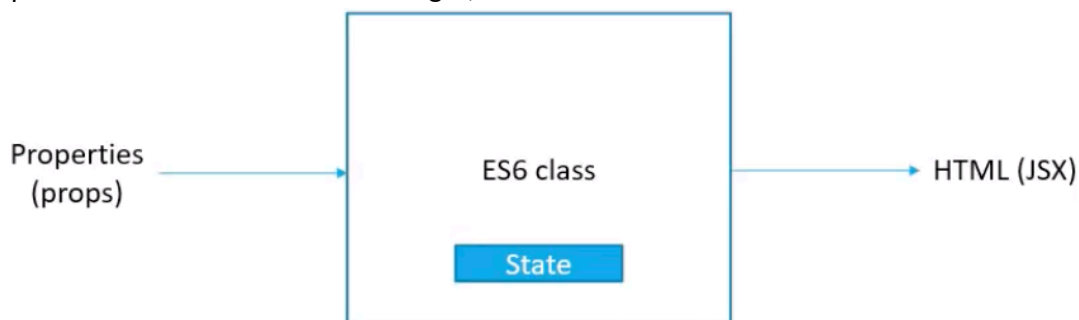 Properties
(props)
ES6 class
State
HTML (JSX)